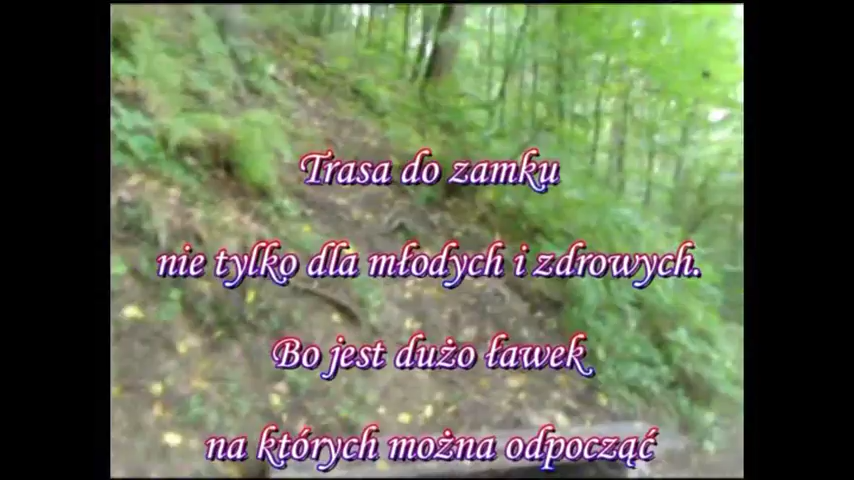 Trasa do zamku
nie tylko dla młodych i zdrowych.
Bo jest dużo ławek
na których można odpocząć